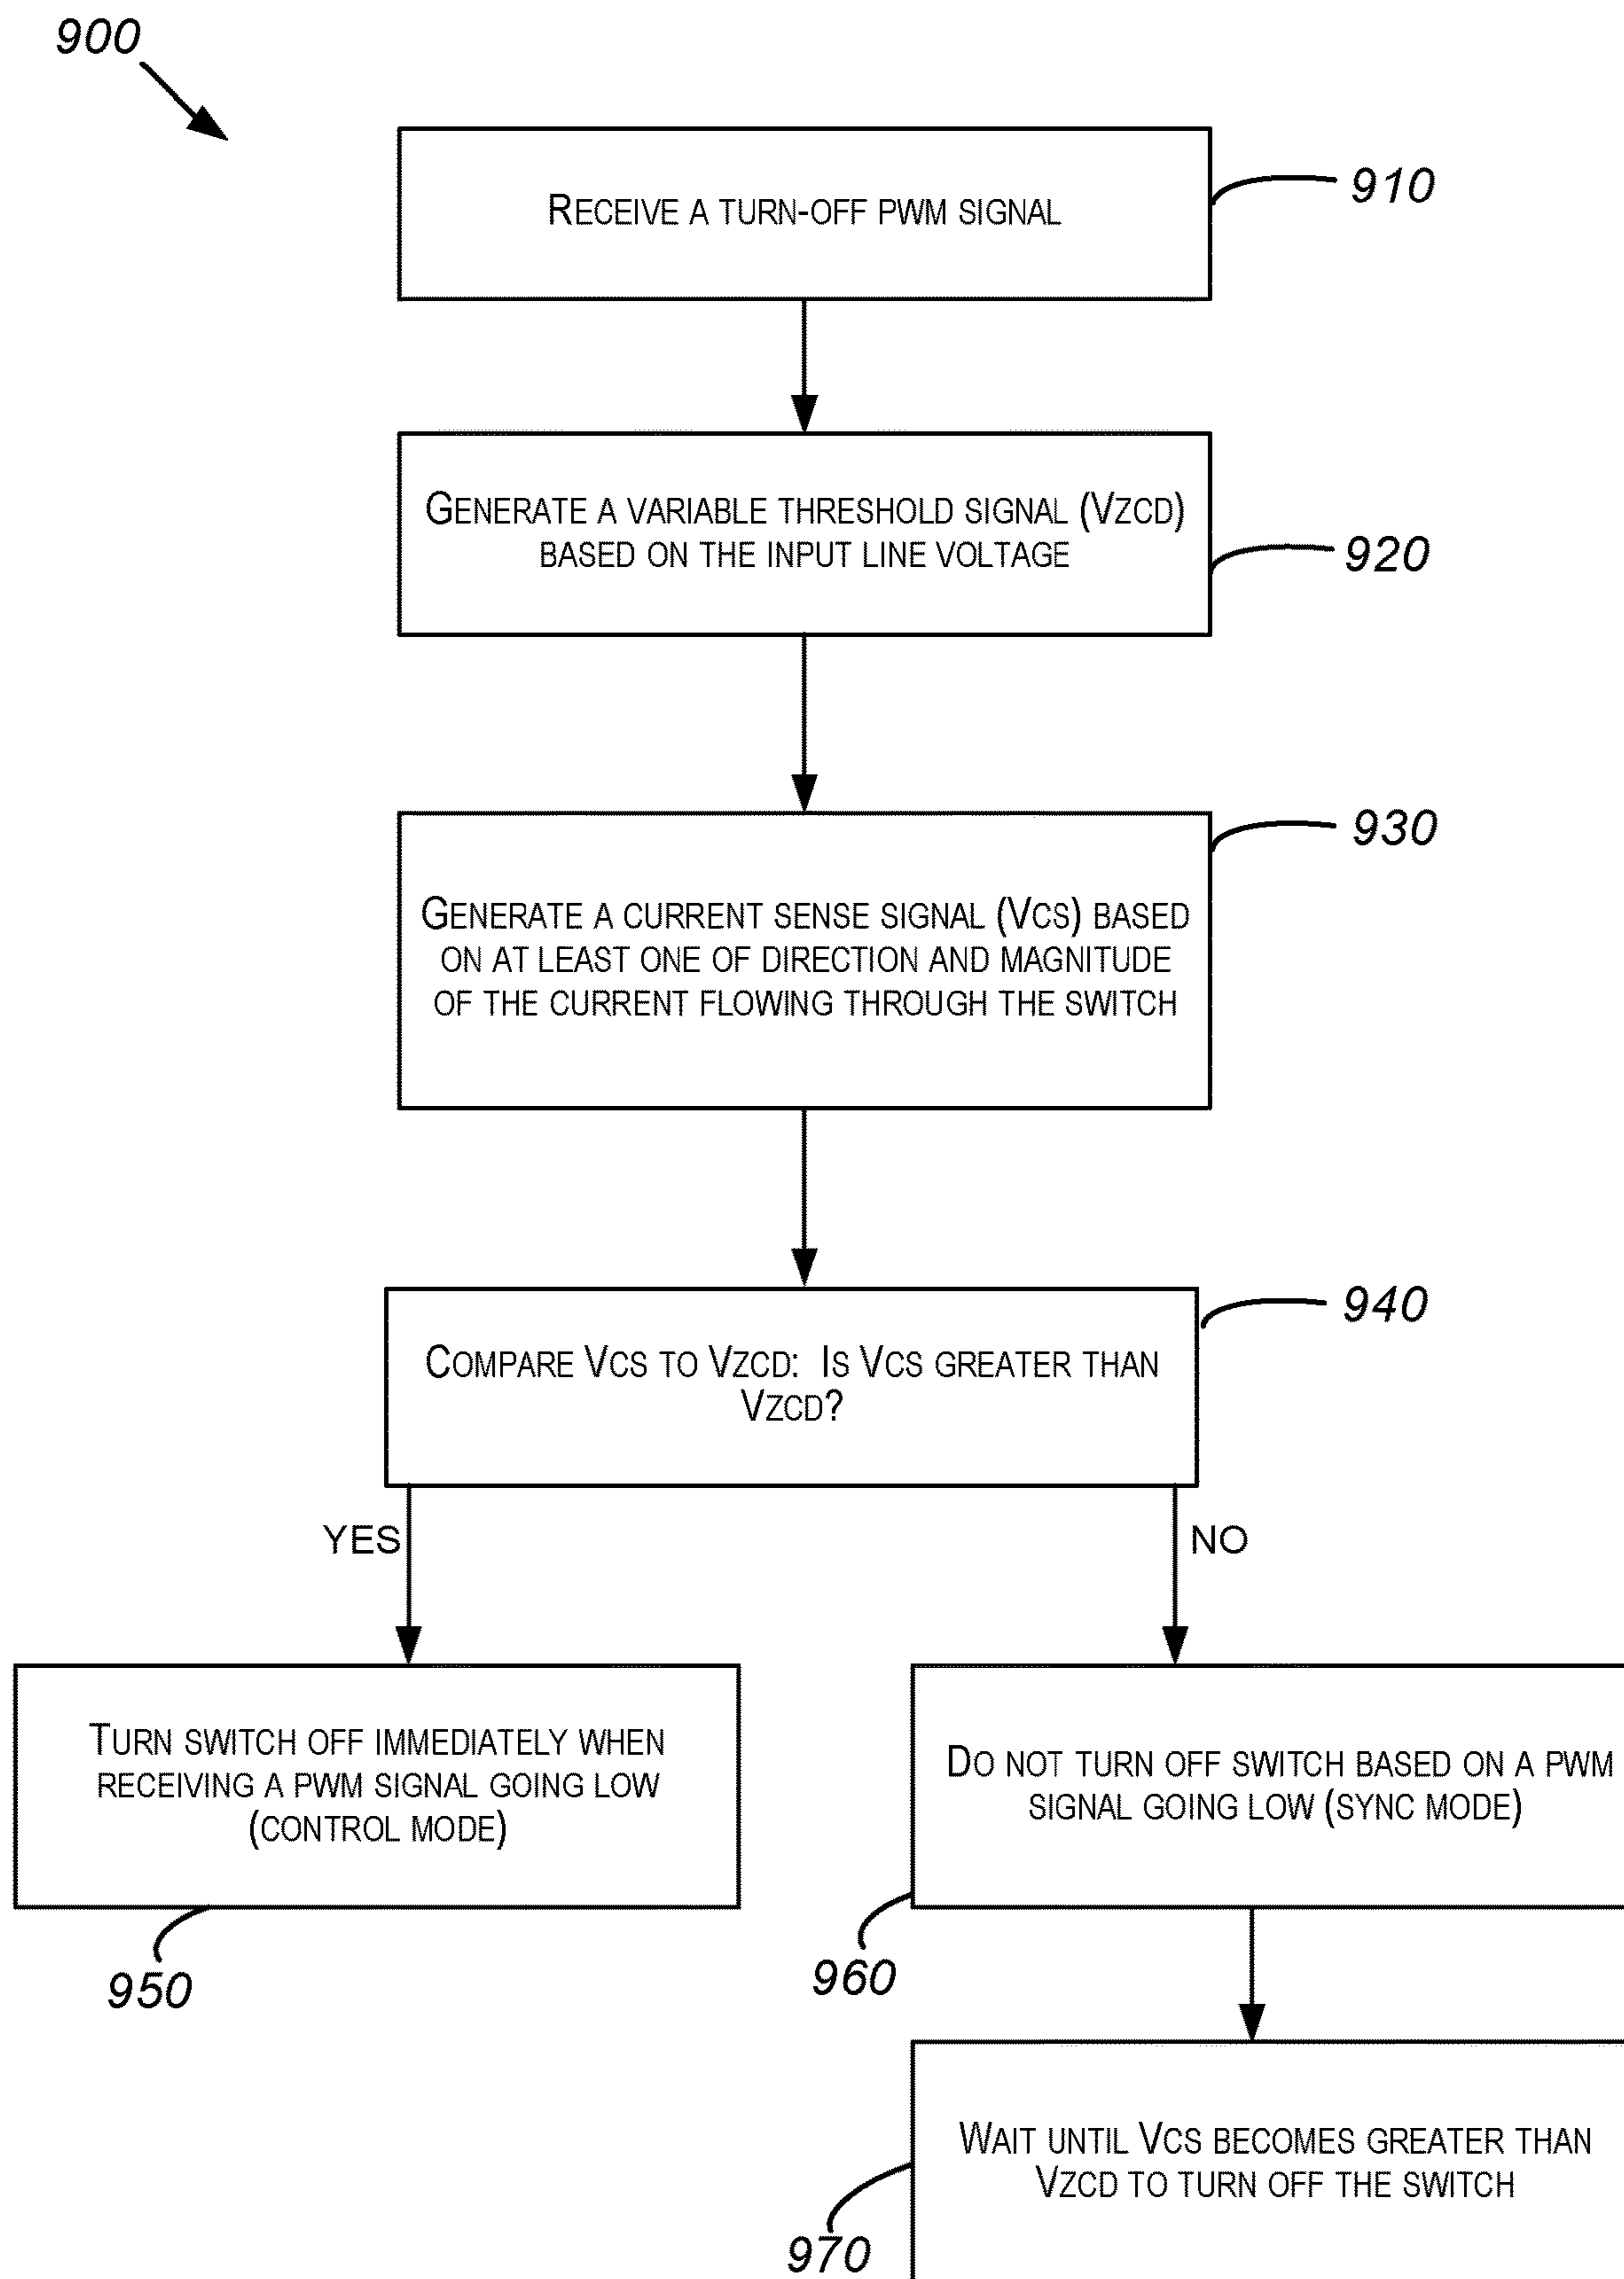 900
RECEIVE A TURN-OFF PWM SIGNAL
910
GENERATE A VARIABLE THRESHOLD SIGNAL (VZCD)
BASED ON THE INPUT LINE VOLTAGE
920
930
GENERATE A CURRENT SENSE SIGNAL (VCS) BASED
ON AT LEAST ONE OF DIRECTION AND MAGNITUDE
OF THE CURRENT FLOWING THROUGH THE SWITCH
940
COMPARE VCS TO VZCD: IS VCS GREATER THAN
VZCD?
YES
NO
TURN SWITCH OFF IMMEDIATELY WHEN
RECEIVING A PWM SIGNAL GOING LOW
(CONTROL MODE)
950
DO NOT TURN OFF SWITCH BASED ON A PWM
SIGNAL GOING LOW (SYNC MODE)
960
WAIT UNTIL VCS BECOMES GREATER THAN
VZCD TO TURN OFF THE SWITCH
970